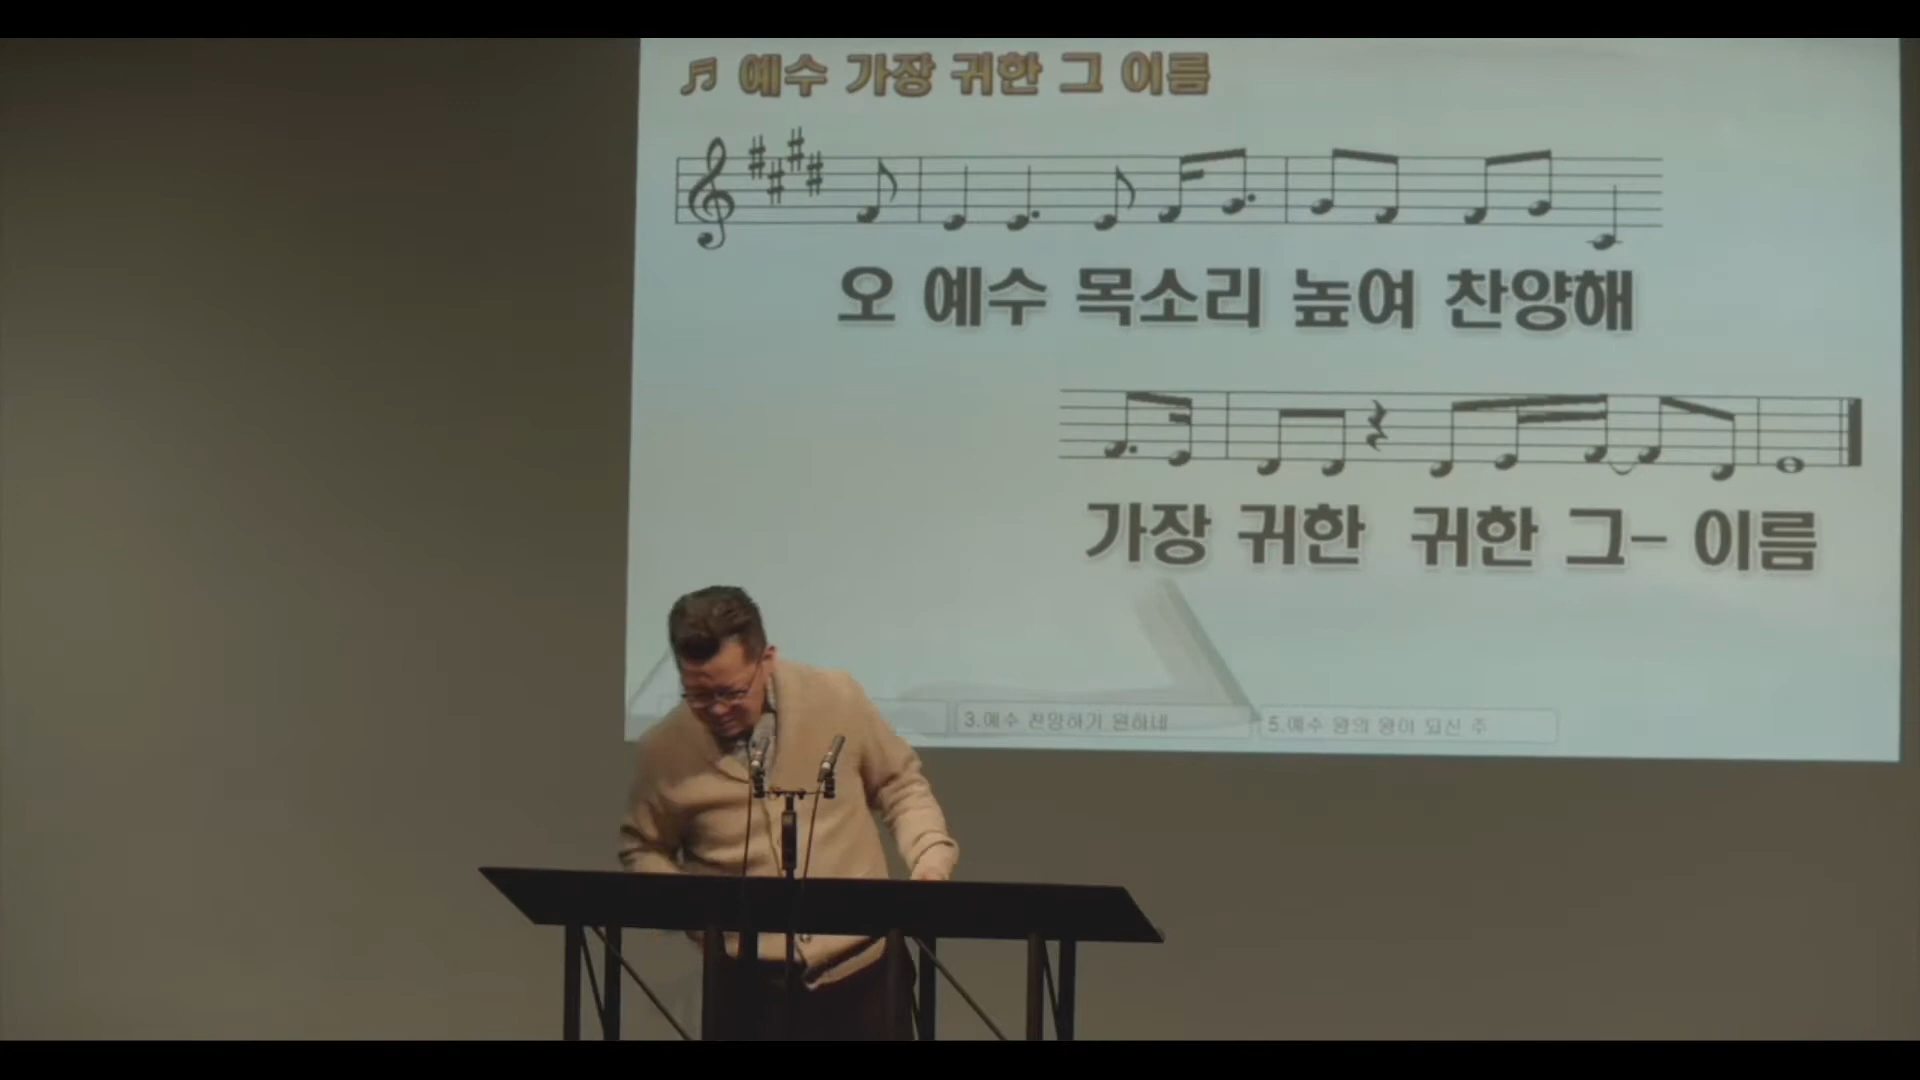 예수 가장 귀한 그 이름
오 예수 목소리 높여 찬양해
가장 귀한 귀한 그- 이름
3.예수 찬양하기 원하네
5.예수 왕의 왕이 되신 주